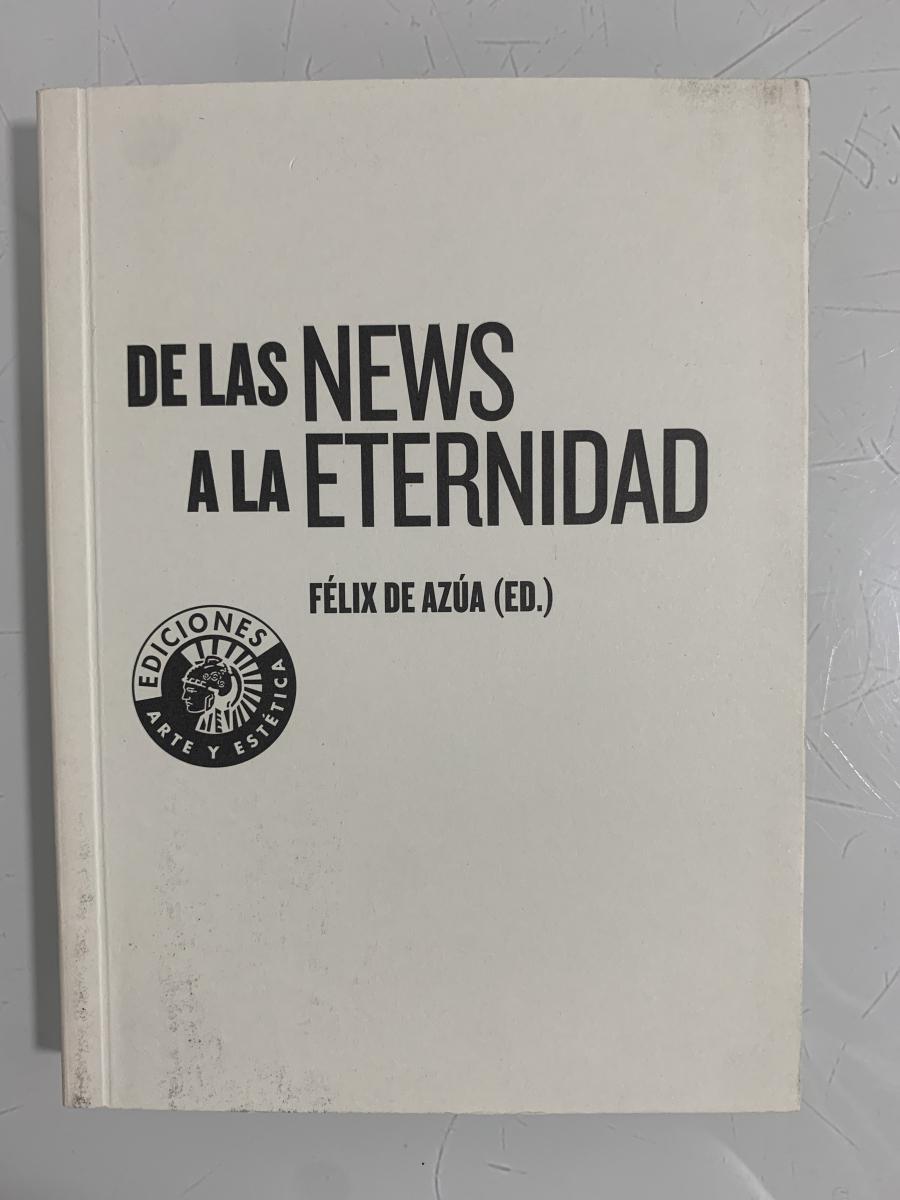 DE LAS NEWS
A LA ETERNIDAD
FÉLIX DE AZÚA (ED.)
EDICIONES
ARTE Y ESTÉTICA